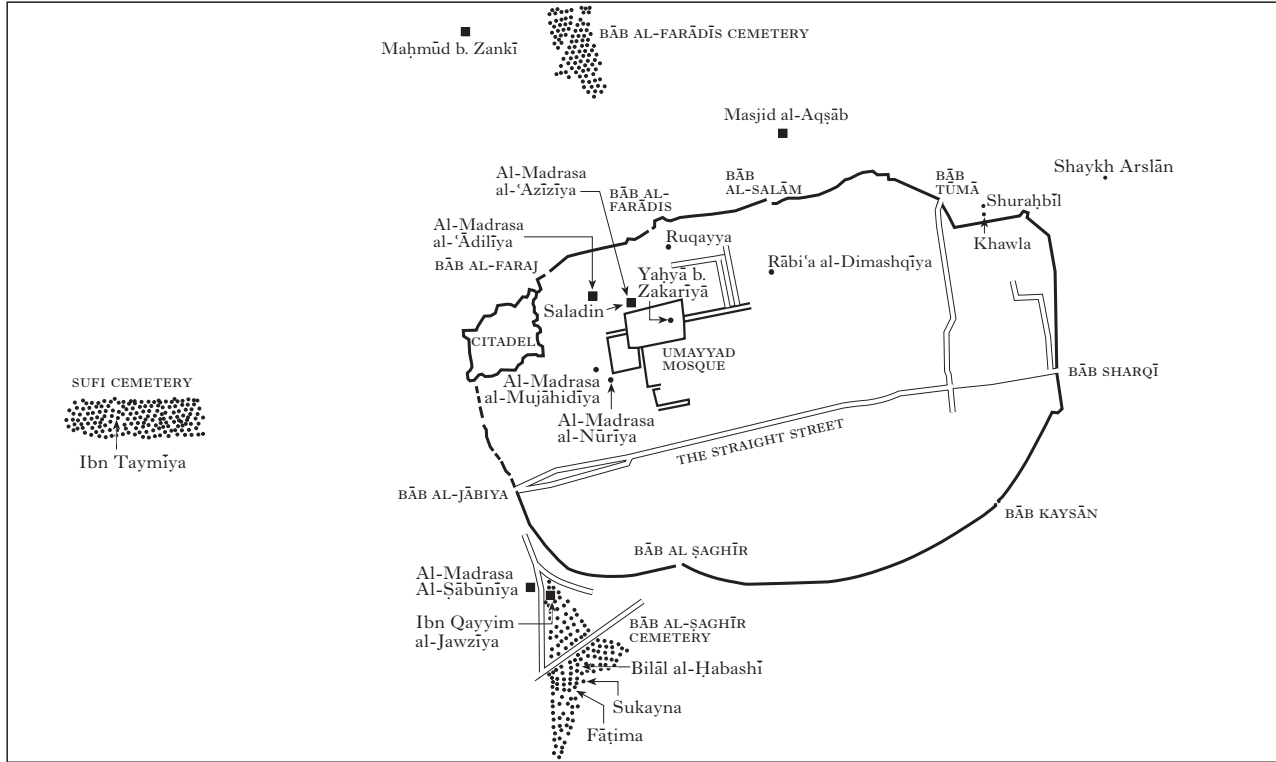 BĀB AL-FARĀDĪS CEMETERY
Maḥmūd b. Zankī
Masjid al-Aqṣāb
Shaykh Arslān
Al-Madrasa
al-ʿAzīzīya
BĀB AL-
FARĀDIS
BĀB
AL-SALĀM
BĀB
TŪMĀ
Shuraḥbīl
Khawla
Al-Madrasa
al-ʿĀdilīya
BĀB AL-FARAJ
Ruqayya
Rābiʿa al-Dimashqīya
Yaḥyā b.
Zakarīyā
Saladin
CITADEL
UMAYYAD
MOSQUE
BĀB SHARQĪ
SUFI CEMETERY
Al-Madrasa
al-Mujāhidīya
Al-Madrasa
al-Nūrīya
THE STRAIGHT STREET
Ibn Taymīya
BĀB AL-JĀBIYA
BĀB KAYSĀN
BĀB AL ṢAGHĪR
Al-Madrasa
Al-Ṣābūnīya
Ibn Qayyim
al-Jawzīya
BĀB AL-ṢAGHĪR
CEMETERY
Bilāl al-Ḥabashī
Sukayna
Fāṭima